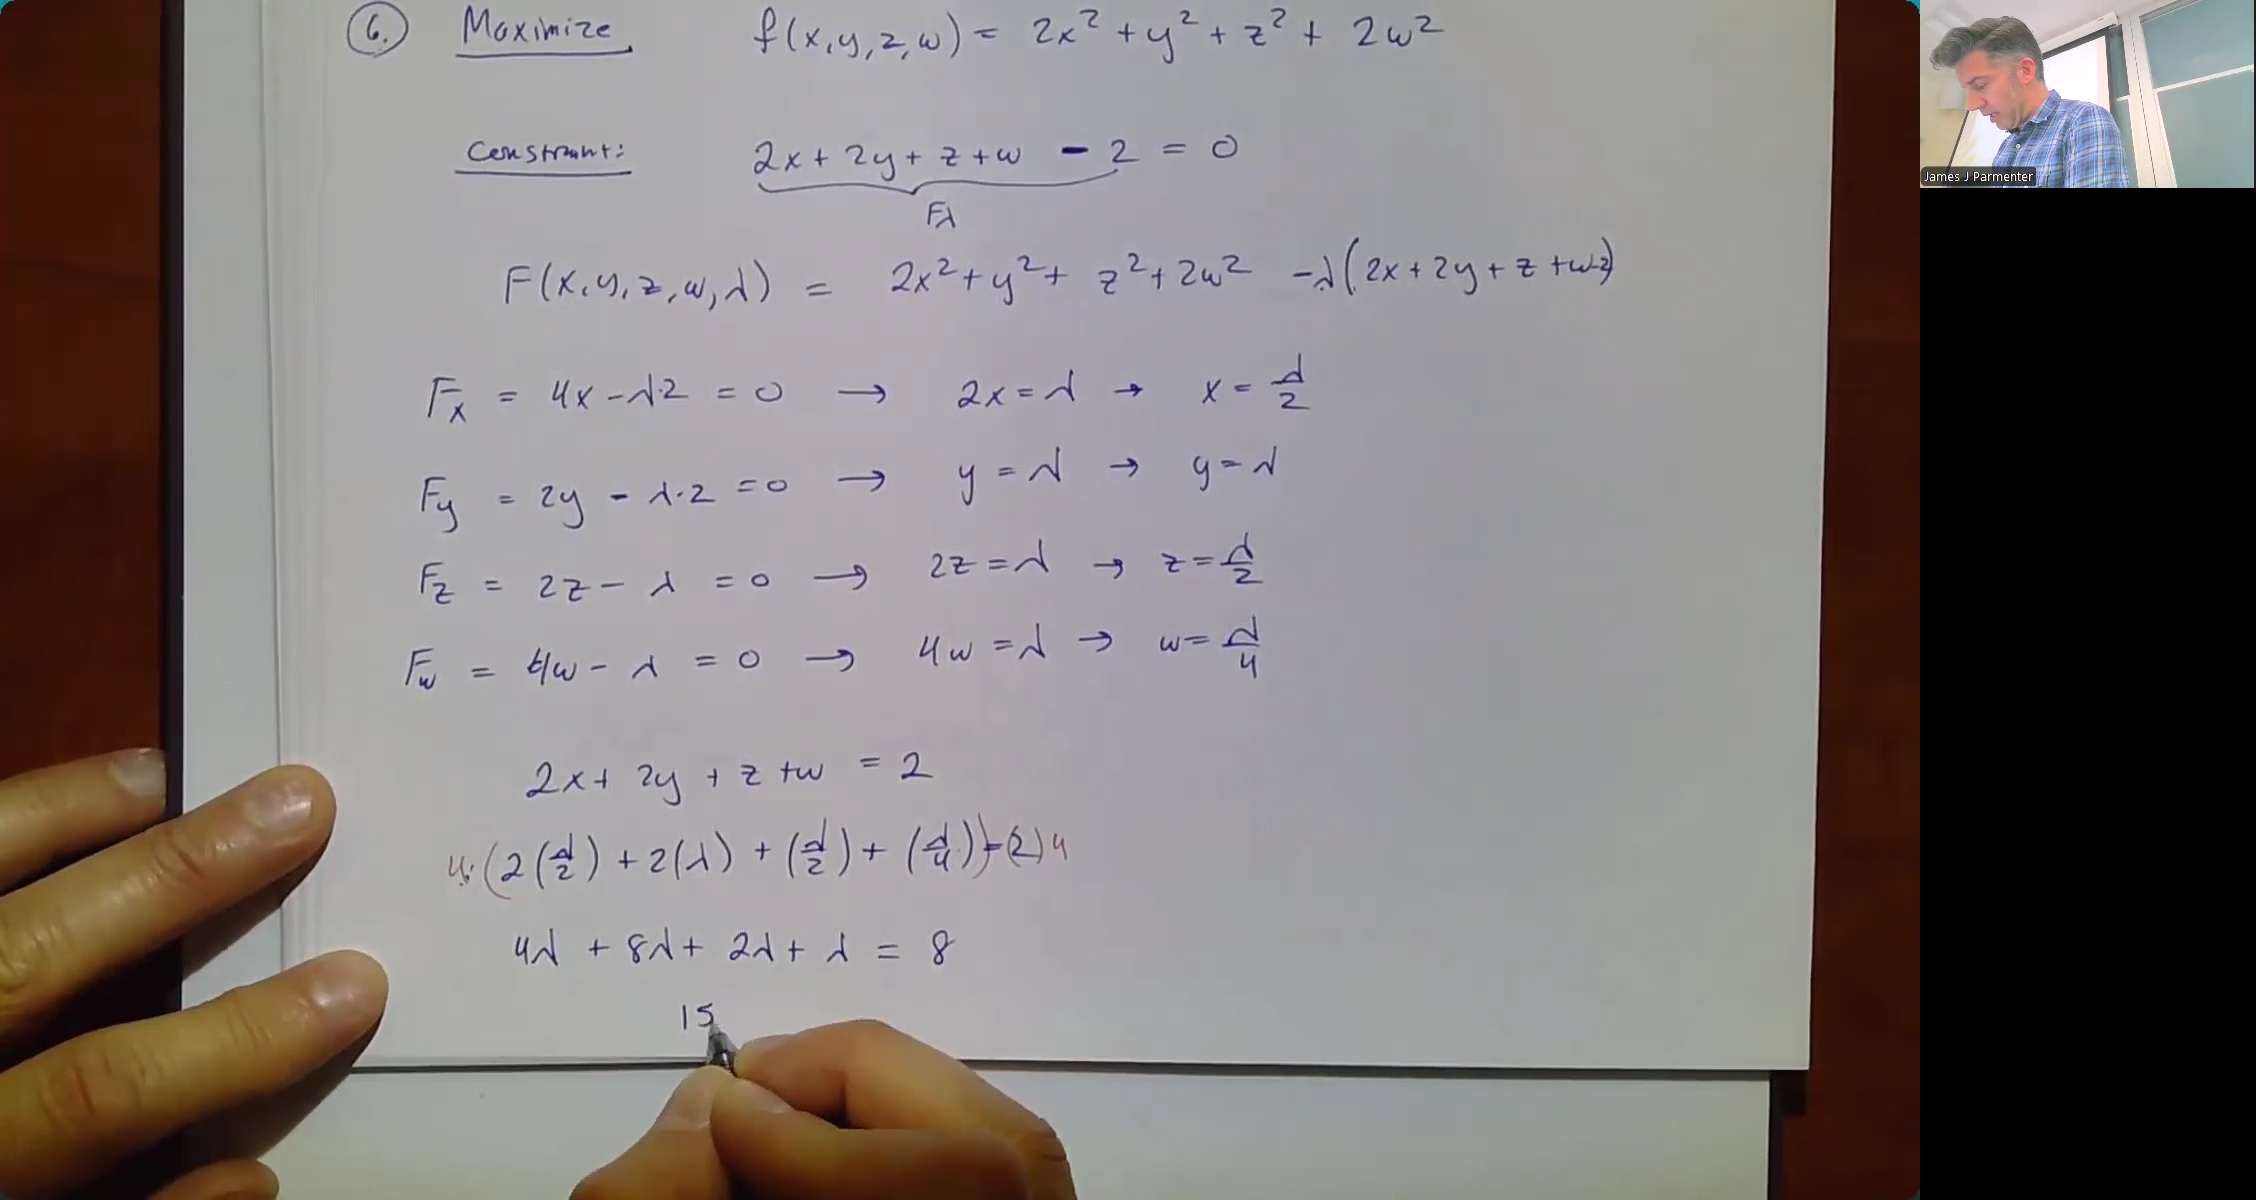 6. Maximize f(x,y,z,w) = 2x² + y² + z² + 2w²
Constraint: 2x + 2y + z + w - 2 = 0
Fλ
F(x,y,z,w,λ) = 2x² + y² + z² + 2w² -λ(2x + 2y + z + w-2)
Fx = 4x - λ·2 = 0 → 2x = λ → x = λ/2
Fy = 2y - λ·2 = 0 → y = λ → y = λ
Fz = 2z - λ = 0 → 2z = λ → z = λ/2
Fw = 4w - λ = 0 → 4w = λ → w = λ/4
2x + 2y + z + w = 2
4·(2(λ/2) + 2(λ) + (λ/2) + (λ/4)) = (2)4
4λ + 8λ + 2λ + λ = 8
15
James J Parmenter